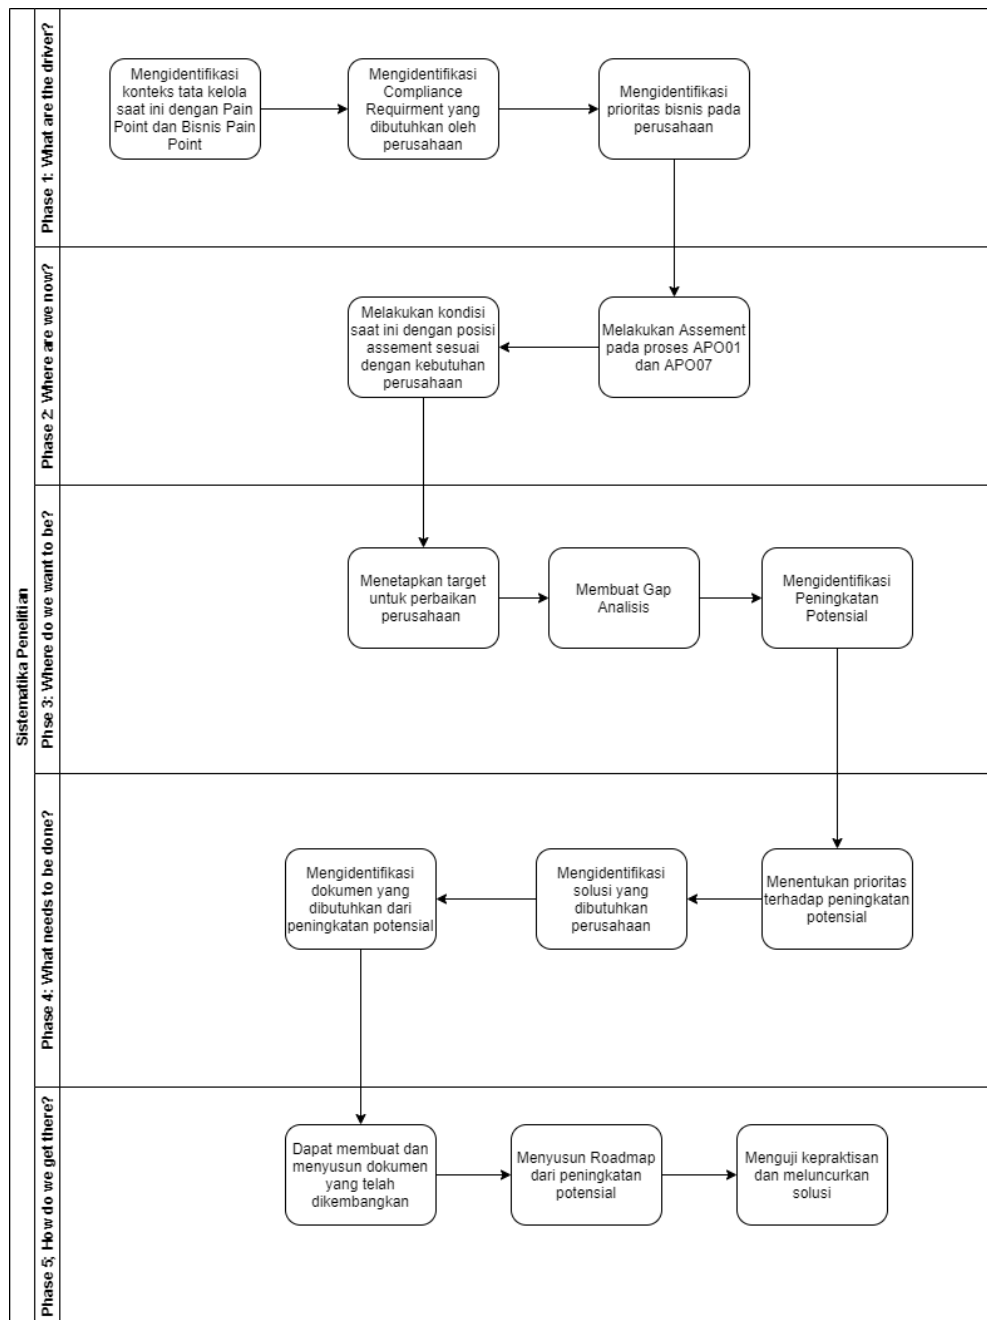 Sistematika Penelitian
Phase 1: What are the driver?
Mengidentifikasi
konteks tata kelola
saat ini dengan Pain
Point dan Bisnis Pain
Point
Mengidentifikasi
Compliance
Requirment yang
dibutuhkan oleh
perusahaan
Mengidentifikasi
prioritas bisnis pada
perusahaan
Phase 2: Where are we now?
Melakukan kondisi
saat ini dengan posisi
assement sesuai
dengan kebutuhan
perusahaan
Melakukan Assement
pada proses APO01
dan APO07
Phse 3: Where do we want to be?
Menetapkan target
untuk perbaikan
perusahaan
Membuat Gap
Analisis
Mengidentifikasi
Peningkatan
Potensial
Phase 4: What needs to be done?
Mengidentifikasi
dokumen yang
dibutuhkan dari
peningkatan potensial
Mengidentifikasi
solusi yang
dibutuhkan
perusahaan
Menentukan prioritas
terhadap peningkatan
potensial
Phase 5; How do we get there?
Dapat membuat dan
menyusun dokumen
yang telah
dikembangkan
Menyusun Roadmap
dari peningkatan
potensial
Menguji kepraktisan
dan meluncurkan
solusi